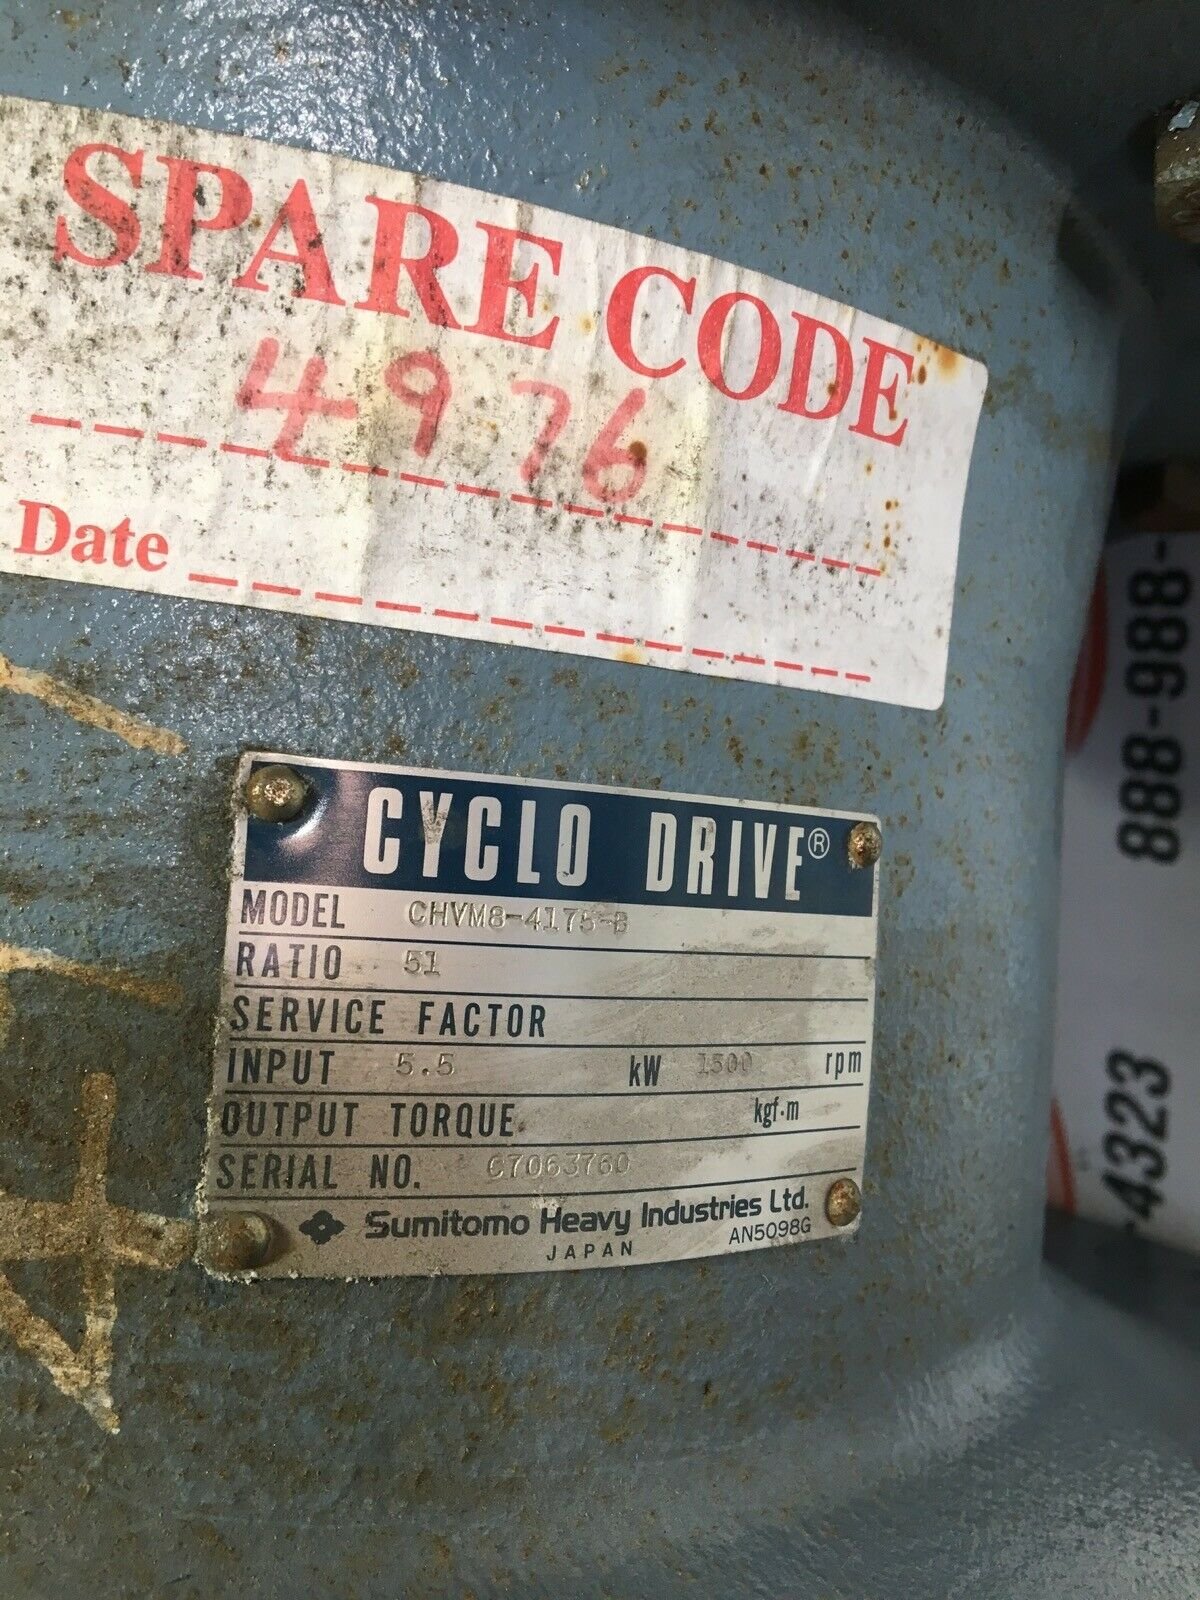 SPARE CODE
4976
Date
CYCLO DRIVE®
MODEL CHVM8-4175-B
RATIO 51
SERVICE FACTOR
INPUT 5.5 kW 1500 rpm
OUTPUT TORQUE kgf·m
SERIAL NO. C7063760
Sumitomo Heavy Industries Ltd.
JAPAN AN5098G
888-988-
-4323
4